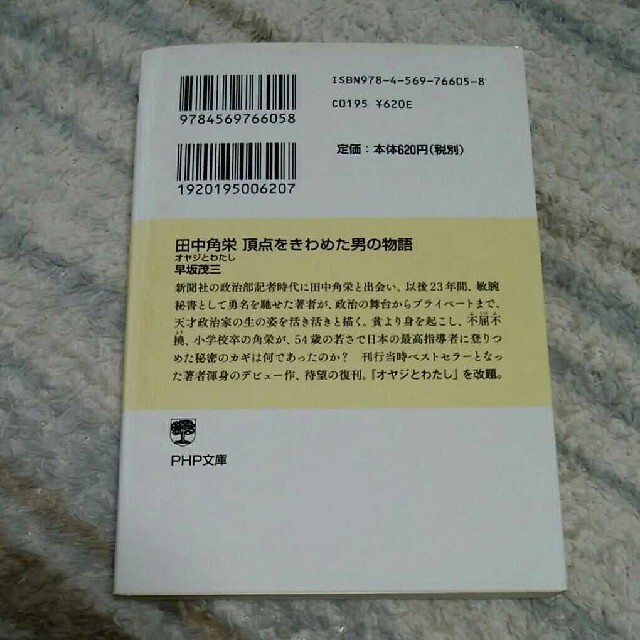 ISBN978-4-569-76605-8
C0195 ¥620E
9784569766058
定価：本体620円(税別)
1920195006207
田中角栄 頂点をきわめた男の物語
オヤジとわたし
早坂茂三
新聞社の政治部記者時代に田中角栄と出会い。以後23年間、敏腕
秘書として勇名を馳せた著者が、政治の舞台からプライベートまで、
天才政治家の生の姿を活き活きと描く。貧より身を起こし、不屈不
撓、小学校卒の角栄が、54歳の若さで日本の最高指導者に登りつ
めた秘密のカギは何であったのか？ 刊行当時ベストセラーとなっ
た著者渾身のデビュー作、待望の復刊。『オヤジとわたし』を改題。
PHP文庫